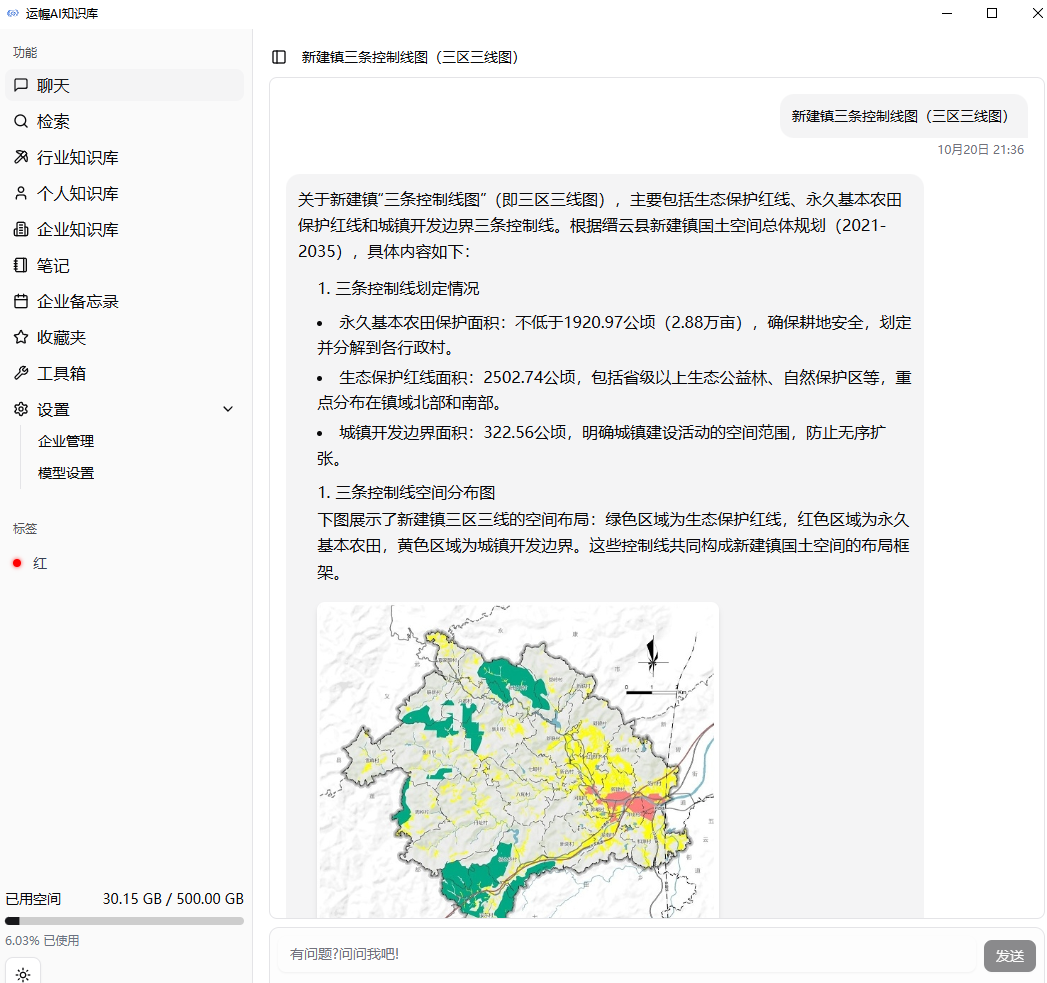 运幄AI知识库
功能
聊天
检索
行业知识库
个人知识库
企业知识库
笔记
企业备忘录
收藏夹
工具箱
设置
企业管理
模型设置
标签
红
已用空间
30.15 GB / 500.00 GB
6.03% 已使用
新建镇三条控制线图（三区三线图）
新建镇三条控制线图（三区三线图）
10月20日 21:36
关于新建镇“三条控制线图”（即三区三线图），主要包括生态保护红线、永久基本农田
保护红线和城镇开发边界三条控制线。根据缙云县新建镇国土空间总体规划（2021-
2035），具体内容如下：
1. 三条控制线划定情况
• 永久基本农田保护面积：不低于1920.97公顷（2.88万亩），确保耕地安全，划定
并分解到各行政村。
• 生态保护红线面积：2502.74公顷，包括省级以上生态公益林、自然保护区等，重
点分布在镇域北部和南部。
• 城镇开发边界面积：322.56公顷，明确城镇建设活动的空间范围，防止无序扩
张。
1. 三条控制线空间分布图
下图展示了新建镇三区三线的空间布局：绿色区域为生态保护红线，红色区域为永久
基本农田，黄色区域为城镇开发边界。这些控制线共同构成新建镇国土空间的布局框
架。
有问题?问问我吧!
发送